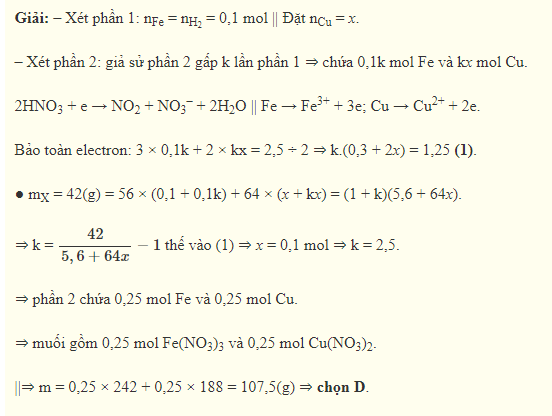 Giải: – Xét phần 1: nFe = nH₂ = 0,1 mol || Đặt nCu = x.
– Xét phần 2: giả sử phần 2 gấp k lần phần 1 ⇒ chứa 0,1k mol Fe và kx mol Cu.
2HNO₃ + e → NO₂ + NO₃⁻ + 2H₂O || Fe → Fe³⁺ + 3e; Cu → Cu²⁺ + 2e.
Bảo toàn electron: 3 × 0,1k + 2 × kx = 2,5 ÷ 2 ⇒ k.(0,3 + 2x) = 1,25 (1).
● mX = 42(g) = 56 × (0,1 + 0,1k) + 64 × (x + kx) = (1 + k)(5,6 + 64x).
⇒ k = 42 / (5,6 + 64x) − 1 thế vào (1) ⇒ x = 0,1 mol ⇒ k = 2,5.
⇒ phần 2 chứa 0,25 mol Fe và 0,25 mol Cu.
⇒ muối gồm 0,25 mol Fe(NO₃)₃ và 0,25 mol Cu(NO₃)₂.
||⇒ m = 0,25 × 242 + 0,25 × 188 = 107,5(g) ⇒ chọn D.